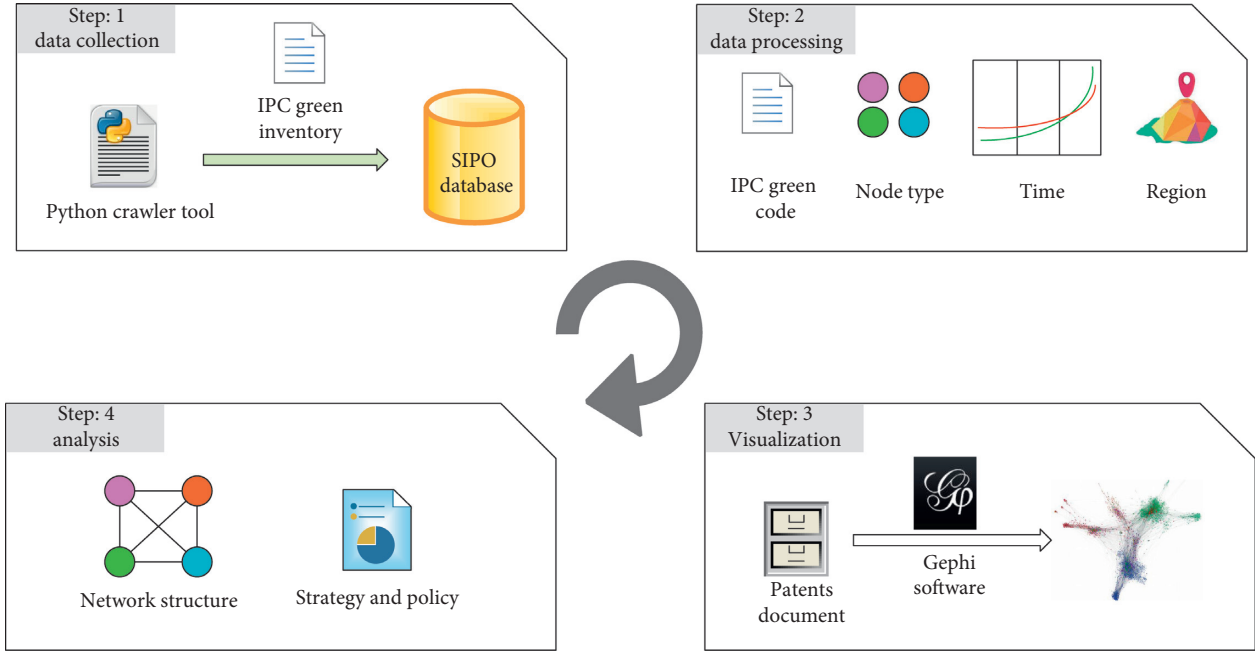 Step: 1
data collection
IPC green
inventory
Python crawler tool
SIPO
database
Step: 2
data processing
IPC green
code
Node type
Time
Region
Step: 3
Visualization
Patents
document
Gephi
software
Step: 4
analysis
Network structure
Strategy and policy